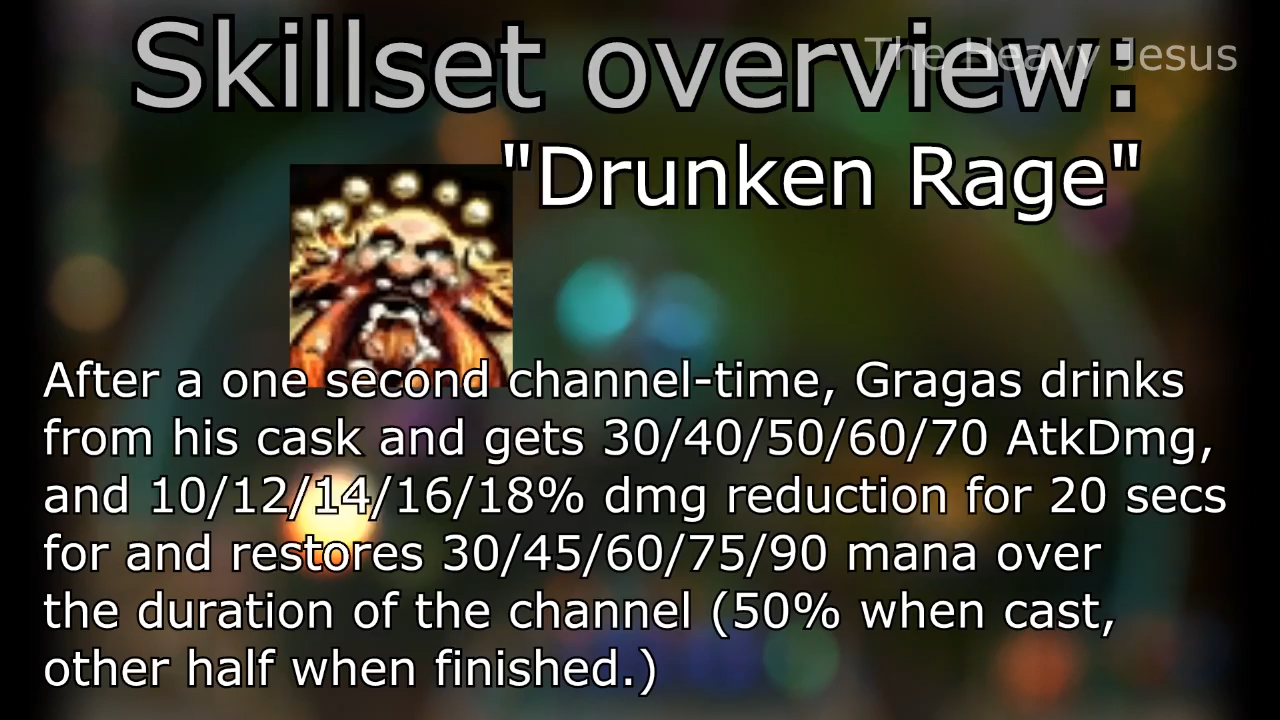 Skillset overview:
The Heavy Jesus
"Drunken Rage"
After a one second channel-time, Gragas drinks
from his cask and gets 30/40/50/60/70 AtkDmg,
and 10/12/14/16/18% dmg reduction for 20 secs
for and restores 30/45/60/75/90 mana over
the duration of the channel (50% when cast,
other half when finished.)